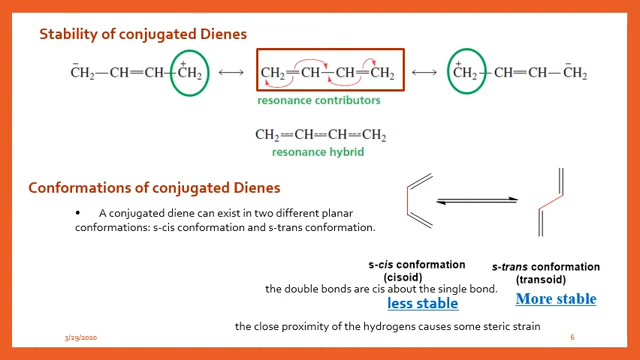 Stability of conjugated Dienes
C̄H₂—CH=CH—C⁺H₂ ⟷ CH₂=CH—CH=CH₂ ⟷ C⁺H₂—CH=CH—C̄H₂
resonance contributors
CH₂==CH==CH==CH₂
resonance hybrid
Conformations of conjugated Dienes
• A conjugated diene can exist in two different planar
conformations: s-cis conformation and s-trans conformation.
s-cis conformation
(cisoid)
s-trans conformation
(transoid)
the double bonds are cis about the single bond.
less stable
More stable
the close proximity of the hydrogens causes some steric strain
3/29/2020
6